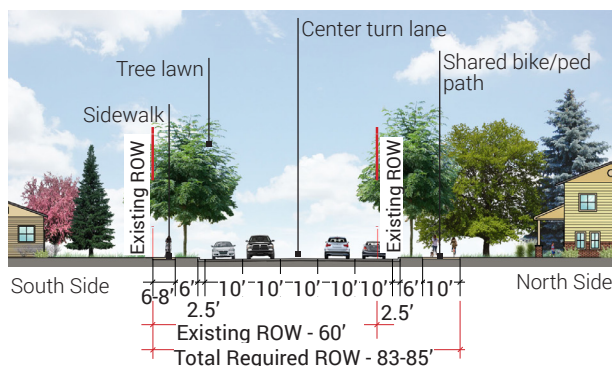 Center turn lane
Tree lawn
Shared bike/ped
path
Sidewalk
Existing ROW
Existing ROW
South Side
North Side
6-8’
6’
2.5’
10’
10’
10’
10’
10’
2.5’
6’
10’
Existing ROW - 60’
Total Required ROW - 83-85’